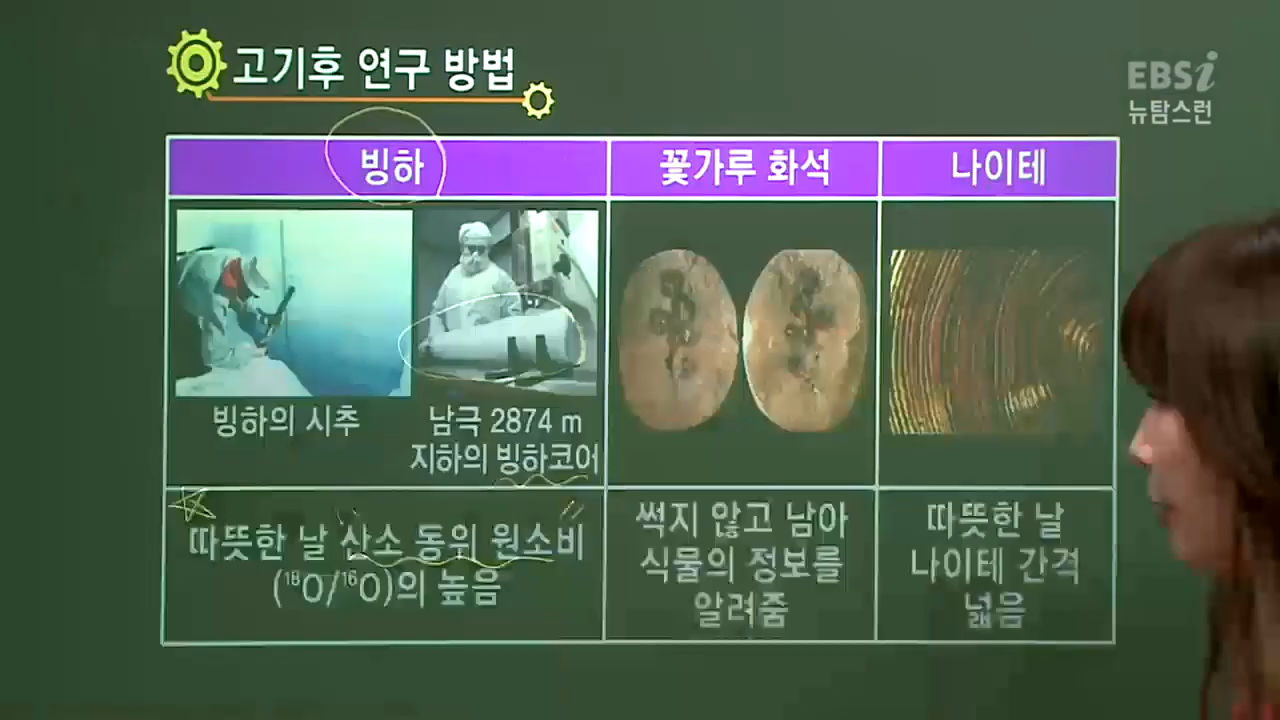 고기후 연구 방법
EBSi
뉴탐스런
빙하
꽃가루 화석
나이테
빙하의 시추
남극 2874 m
지하의 빙하코어
따뜻한 날 산소 동위 원소비
(¹⁸O/¹⁶O)의 높음
썩지 않고 남아
식물의 정보를
알려줌
따뜻한 날
나이테 간격
넓음